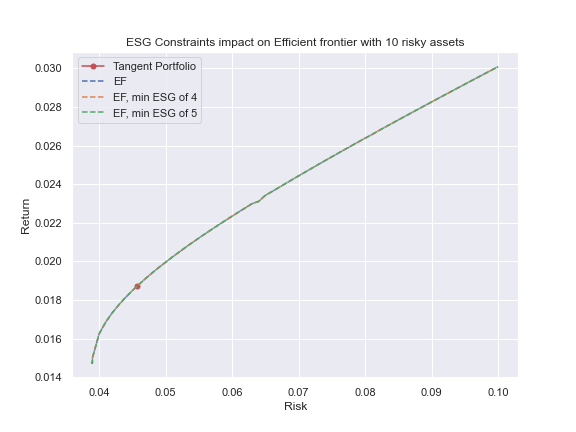 ESG Constraints impact on Efficient frontier with 10 risky assets
Tangent Portfolio
EF
EF, min ESG of 4
EF, min ESG of 5
0.030
0.028
0.026
0.024
0.022
0.020
0.018
0.016
0.014
Return
0.04 0.05 0.06 0.07 0.08 0.09 0.10
Risk